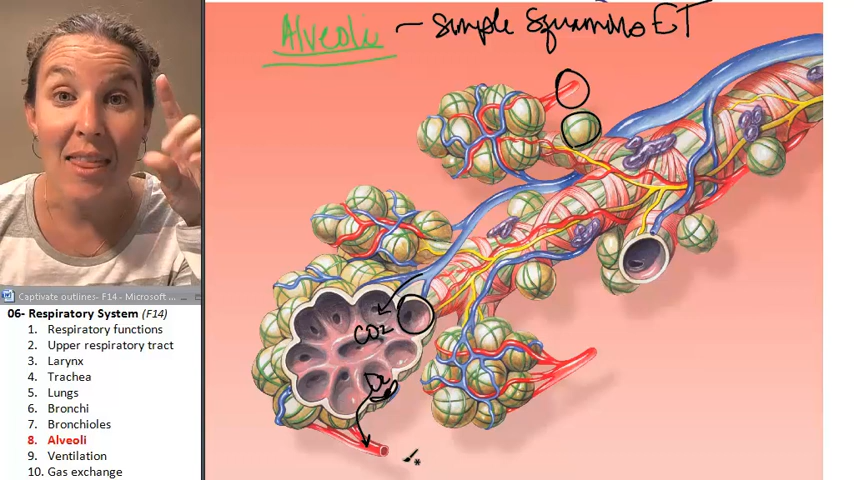 Alveoli — Simple Squamous ET
CO2
O2
Captivate outlines- F14 - Microsoft ...
06- Respiratory System (F14)
1. Respiratory functions
2. Upper respiratory tract
3. Larynx
4. Trachea
5. Lungs
6. Bronchi
7. Bronchioles
8. Alveoli
9. Ventilation
10. Gas exchange